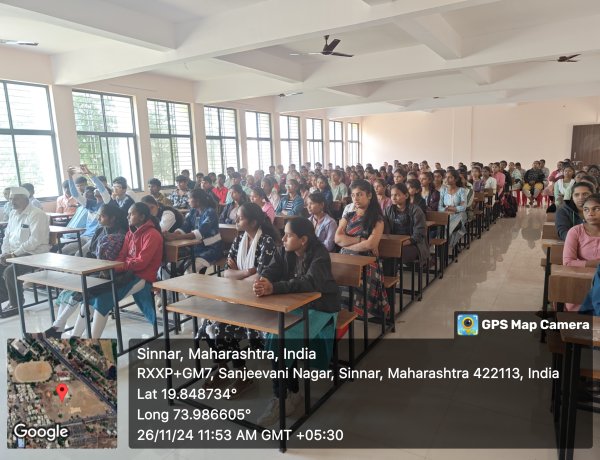 GPS Map Camera
Sinnar, Maharashtra, India
RXXP+GM7, Sanjeevani Nagar, Sinnar, Maharashtra 422113, India
Lat 19.848734°
Long 73.986605°
26/11/24 11:53 AM GMT +05:30
Google